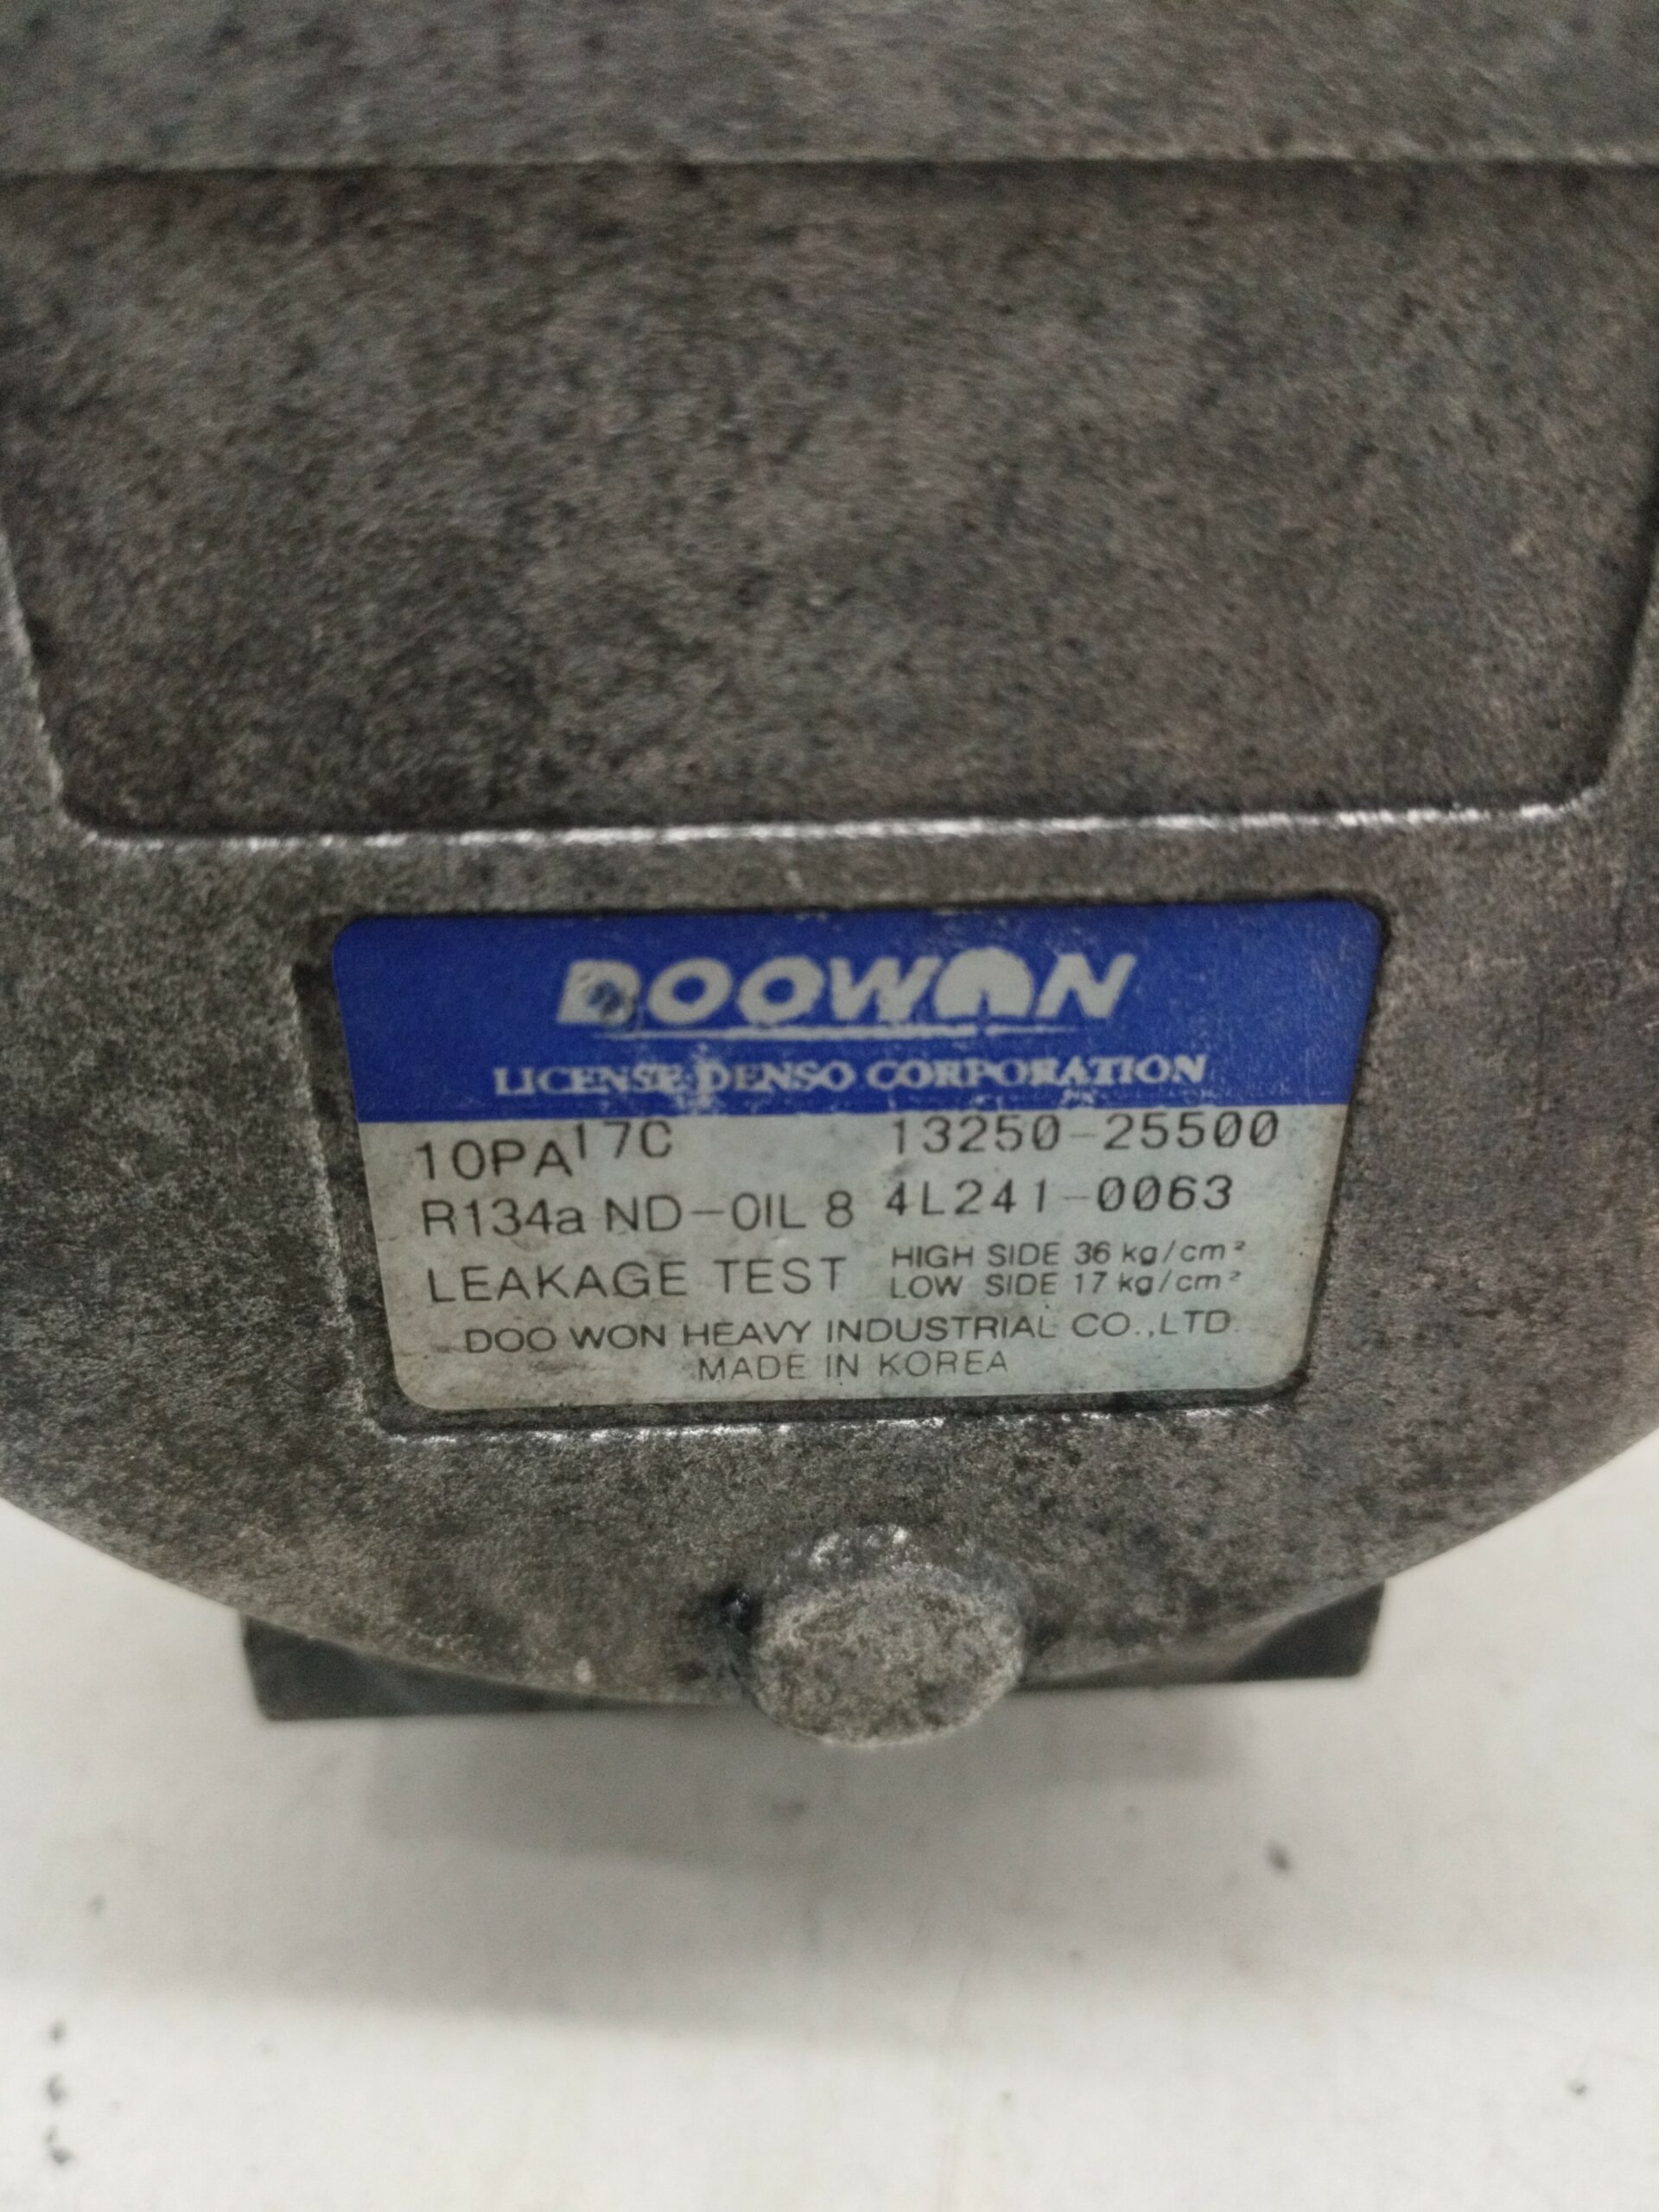 DOOWON
LICENSE DENSO CORPORATION
10PA17C 13250-25500
R134a ND-OIL 8 4L241-0063
LEAKAGE TEST HIGH SIDE 36 kg/cm²
LOW SIDE 17 kg/cm²
DOO WON HEAVY INDUSTRIAL CO.,LTD.
MADE IN KOREA